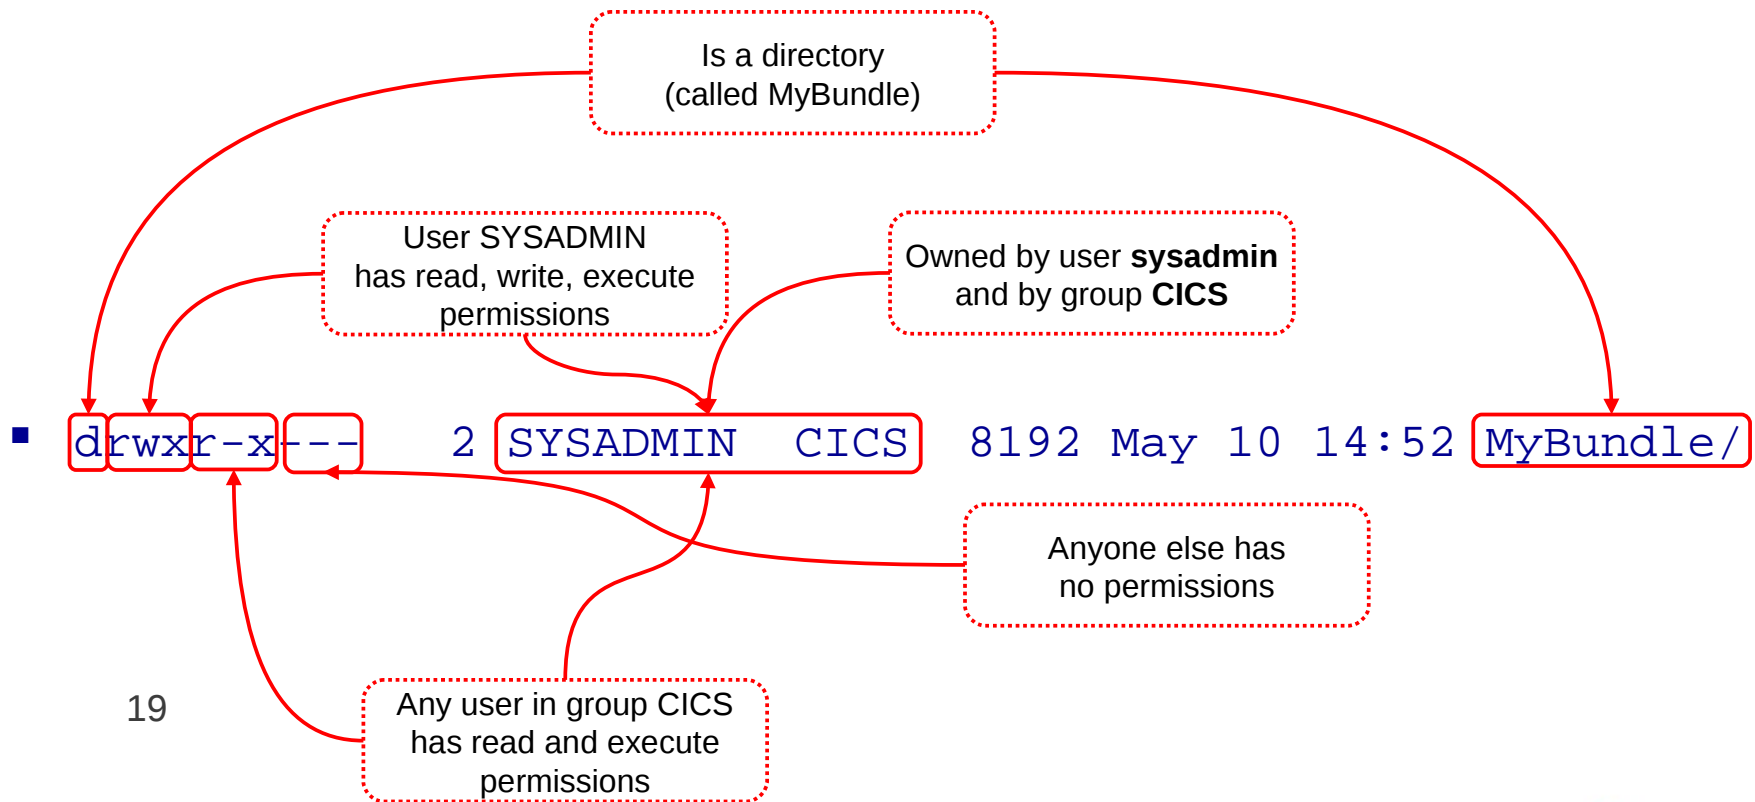 Is a directory
(called MyBundle)
User SYSADMIN
has read, write, execute
permissions
Owned by user sysadmin
and by group CICS
▪ drwxr-x--- 2 SYSADMIN CICS 8192 May 10 14:52 MyBundle/
Anyone else has
no permissions
Any user in group CICS
has read and execute
permissions
19